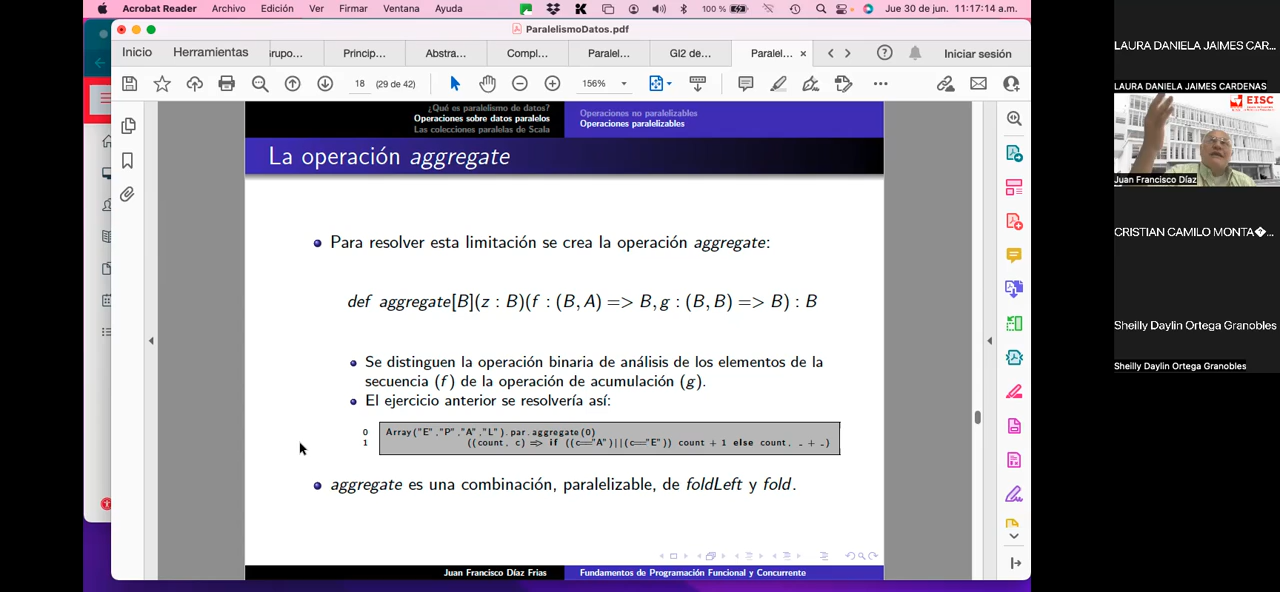 Acrobat Reader Archivo Edición Ver Firmar Ventana Ayuda 100 % Jue 30 de jun. 11:17:14 a.m.
ParalelismoDatos.pdf
Inicio Herramientas Princip... Abstra... Compl... Paralel... GI2 de... Paralel... × Iniciar sesión
18 (29 de 42) 156%
¿Qué es paralelismo de datos?
Operaciones sobre datos paralelos
Las colecciones paralelas de Scala
Operaciones no paralelizables
Operaciones paralelizables
La operación aggregate
Para resolver esta limitación se crea la operación aggregate:
def aggregate[B](z : B)(f : (B, A) => B, g : (B, B) => B) : B
Se distinguen la operación binaria de análisis de los elementos de la
secuencia (f) de la operación de acumulación (g).
El ejercicio anterior se resolvería así:
0 Array("E","P","A","L").par.aggregate(0)
1 ((count, c) => if ((c=="A")||(c=="E")) count + 1 else count, _ + _)
aggregate es una combinación, paralelizable, de foldLeft y fold.
Juan Francisco Díaz Frias Fundamentos de Programación Funcional y Concurrente
LAURA DANIELA JAIMES CAR...
LAURA DANIELA JAIMES CARDENAS
EISC
Juan Francisco Díaz
CRISTIAN CAMILO MONTA�...
Sheilly Daylin Ortega Granobles
Sheilly Daylin Ortega Granobles